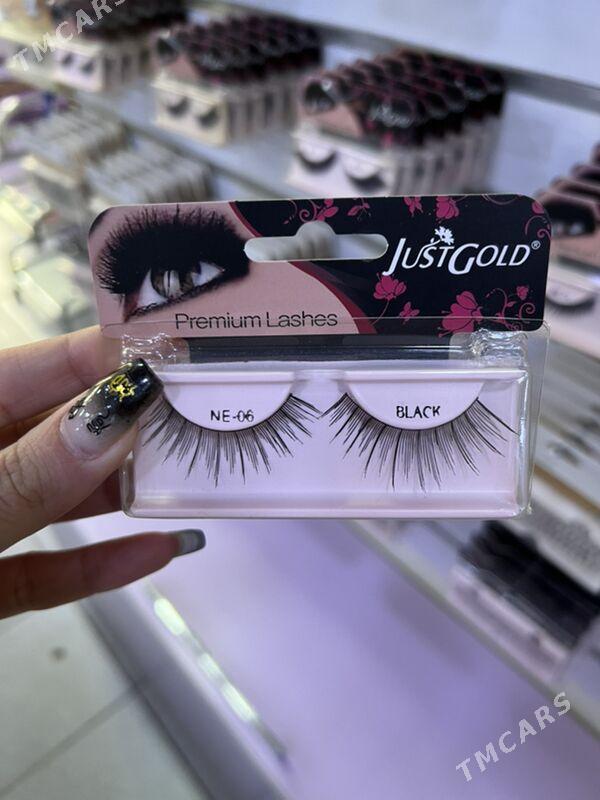 TMCARS
JUSTGOLD®
Premium Lashes
NE-06
BLACK
TMCARS